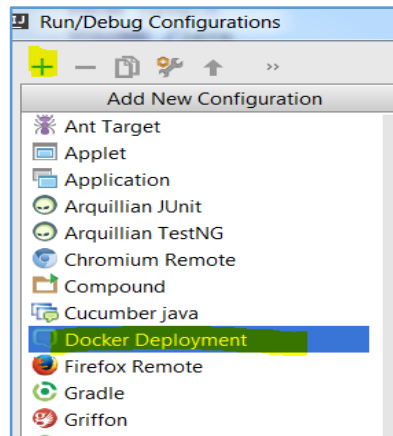 Run/Debug Configurations
Add New Configuration
Ant Target
Applet
Application
Arquillian JUnit
Arquillian TestNG
Chromium Remote
Compound
Cucumber java
Docker Deployment
Firefox Remote
Gradle
Griffon